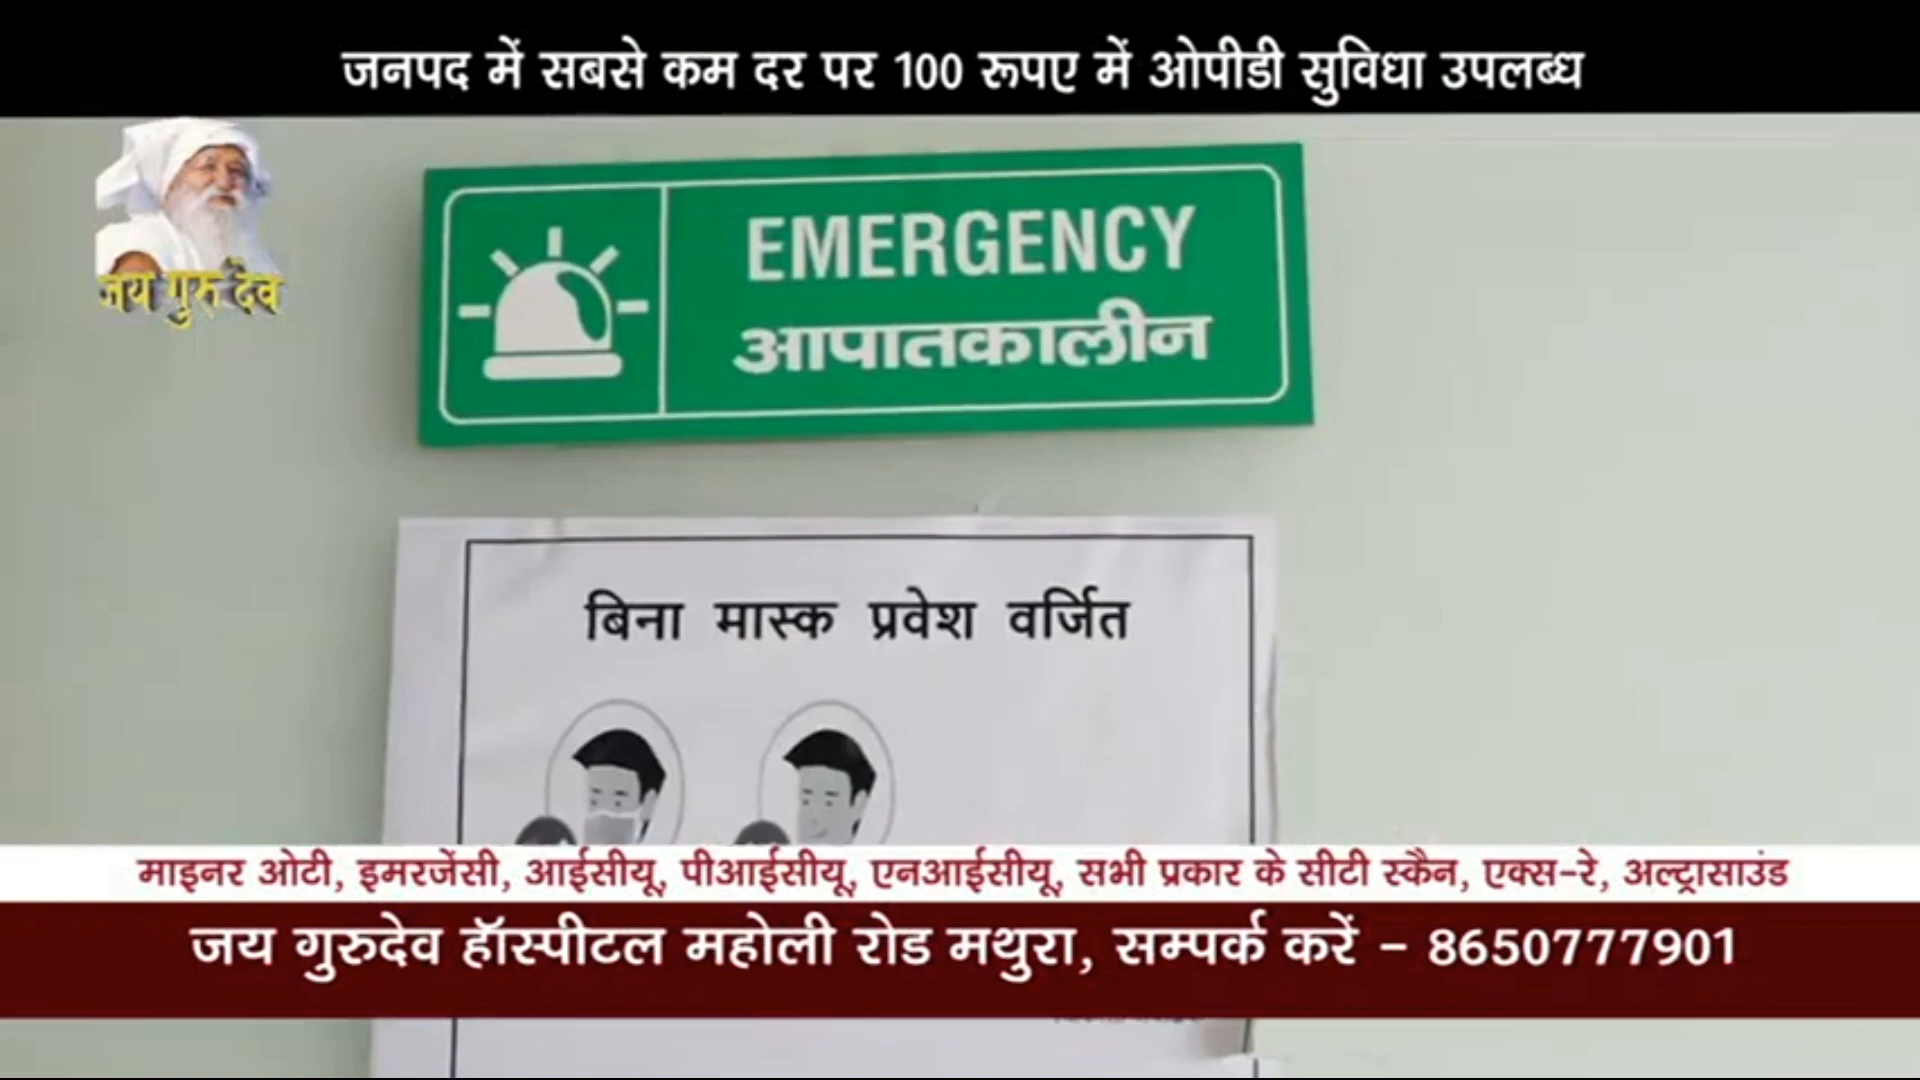 जनपद में सबसे कम दर पर 100 रूपए में ओपीडी सुविधा उपलब्ध
जय गुरु देव
EMERGENCY
आपातकालीन
बिना मास्क प्रवेश वर्जित
माइनर ओटी, इमरजेंसी, आईसीयू, पीआईसीयू, एनआईसीयू, सभी प्रकार के सीटी स्कैन, एक्स-रे, अल्ट्रासाउंड
जय गुरुदेव हॉस्पीटल महोली रोड मथुरा, सम्पर्क करें - 8650777901